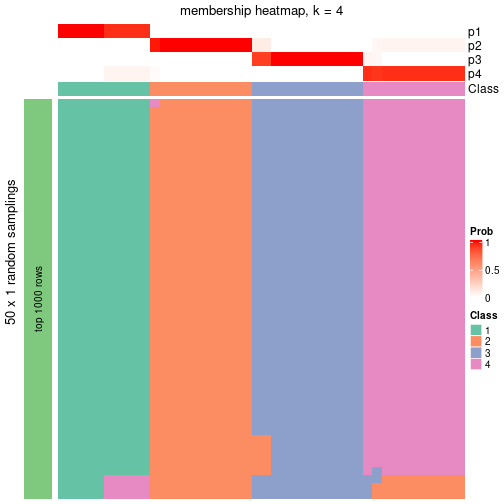 membership heatmap, k = 4
p1
p2
p3
p4
Class
50 x 1 random samplings
top 1000 rows
Prob
1
0.5
0
Class
1
2
3
4